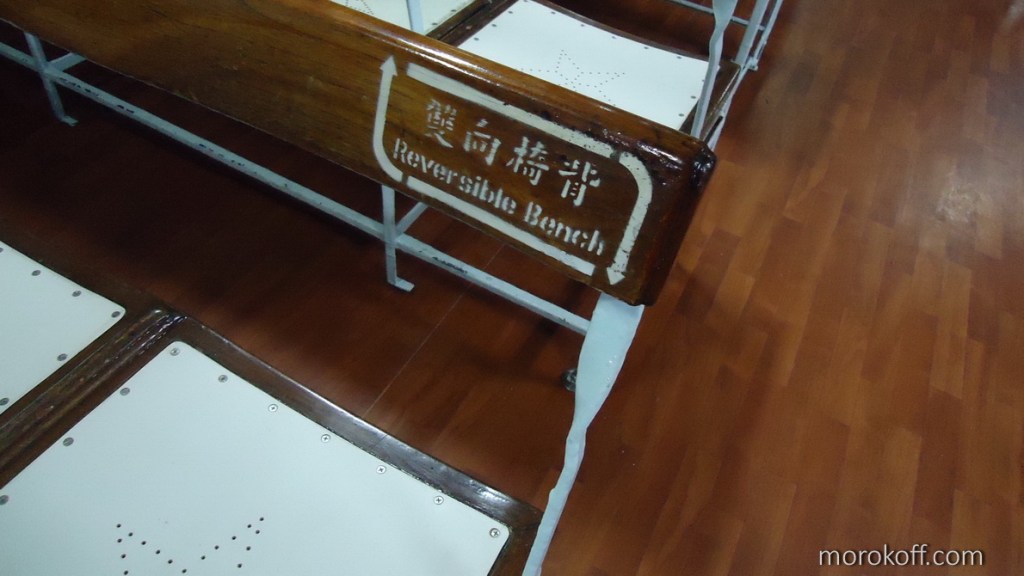 雙向椅背
Reversible Bench
morokoff.com